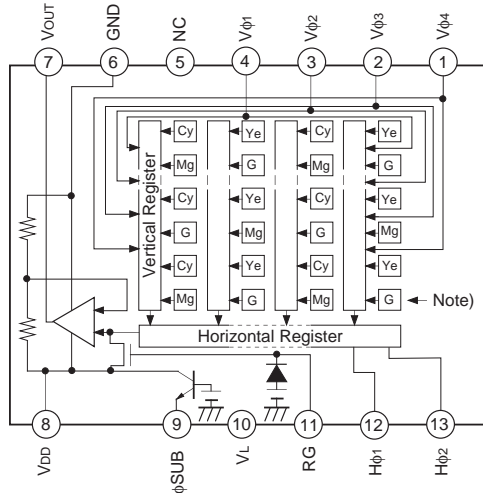 VOUT GND NC Vφ1 Vφ2 Vφ3 Vφ4
7 6 5 4 3 2 1
Vertical Register
Cy Ye Cy Ye
Mg G Mg G
Cy Ye Cy Ye
G Mg G Mg
Cy Ye Cy Ye
Mg G Mg G
Note)
Horizontal Register
8 9 10 11 12 13
VDD φSUB VL RG Hφ1 Hφ2